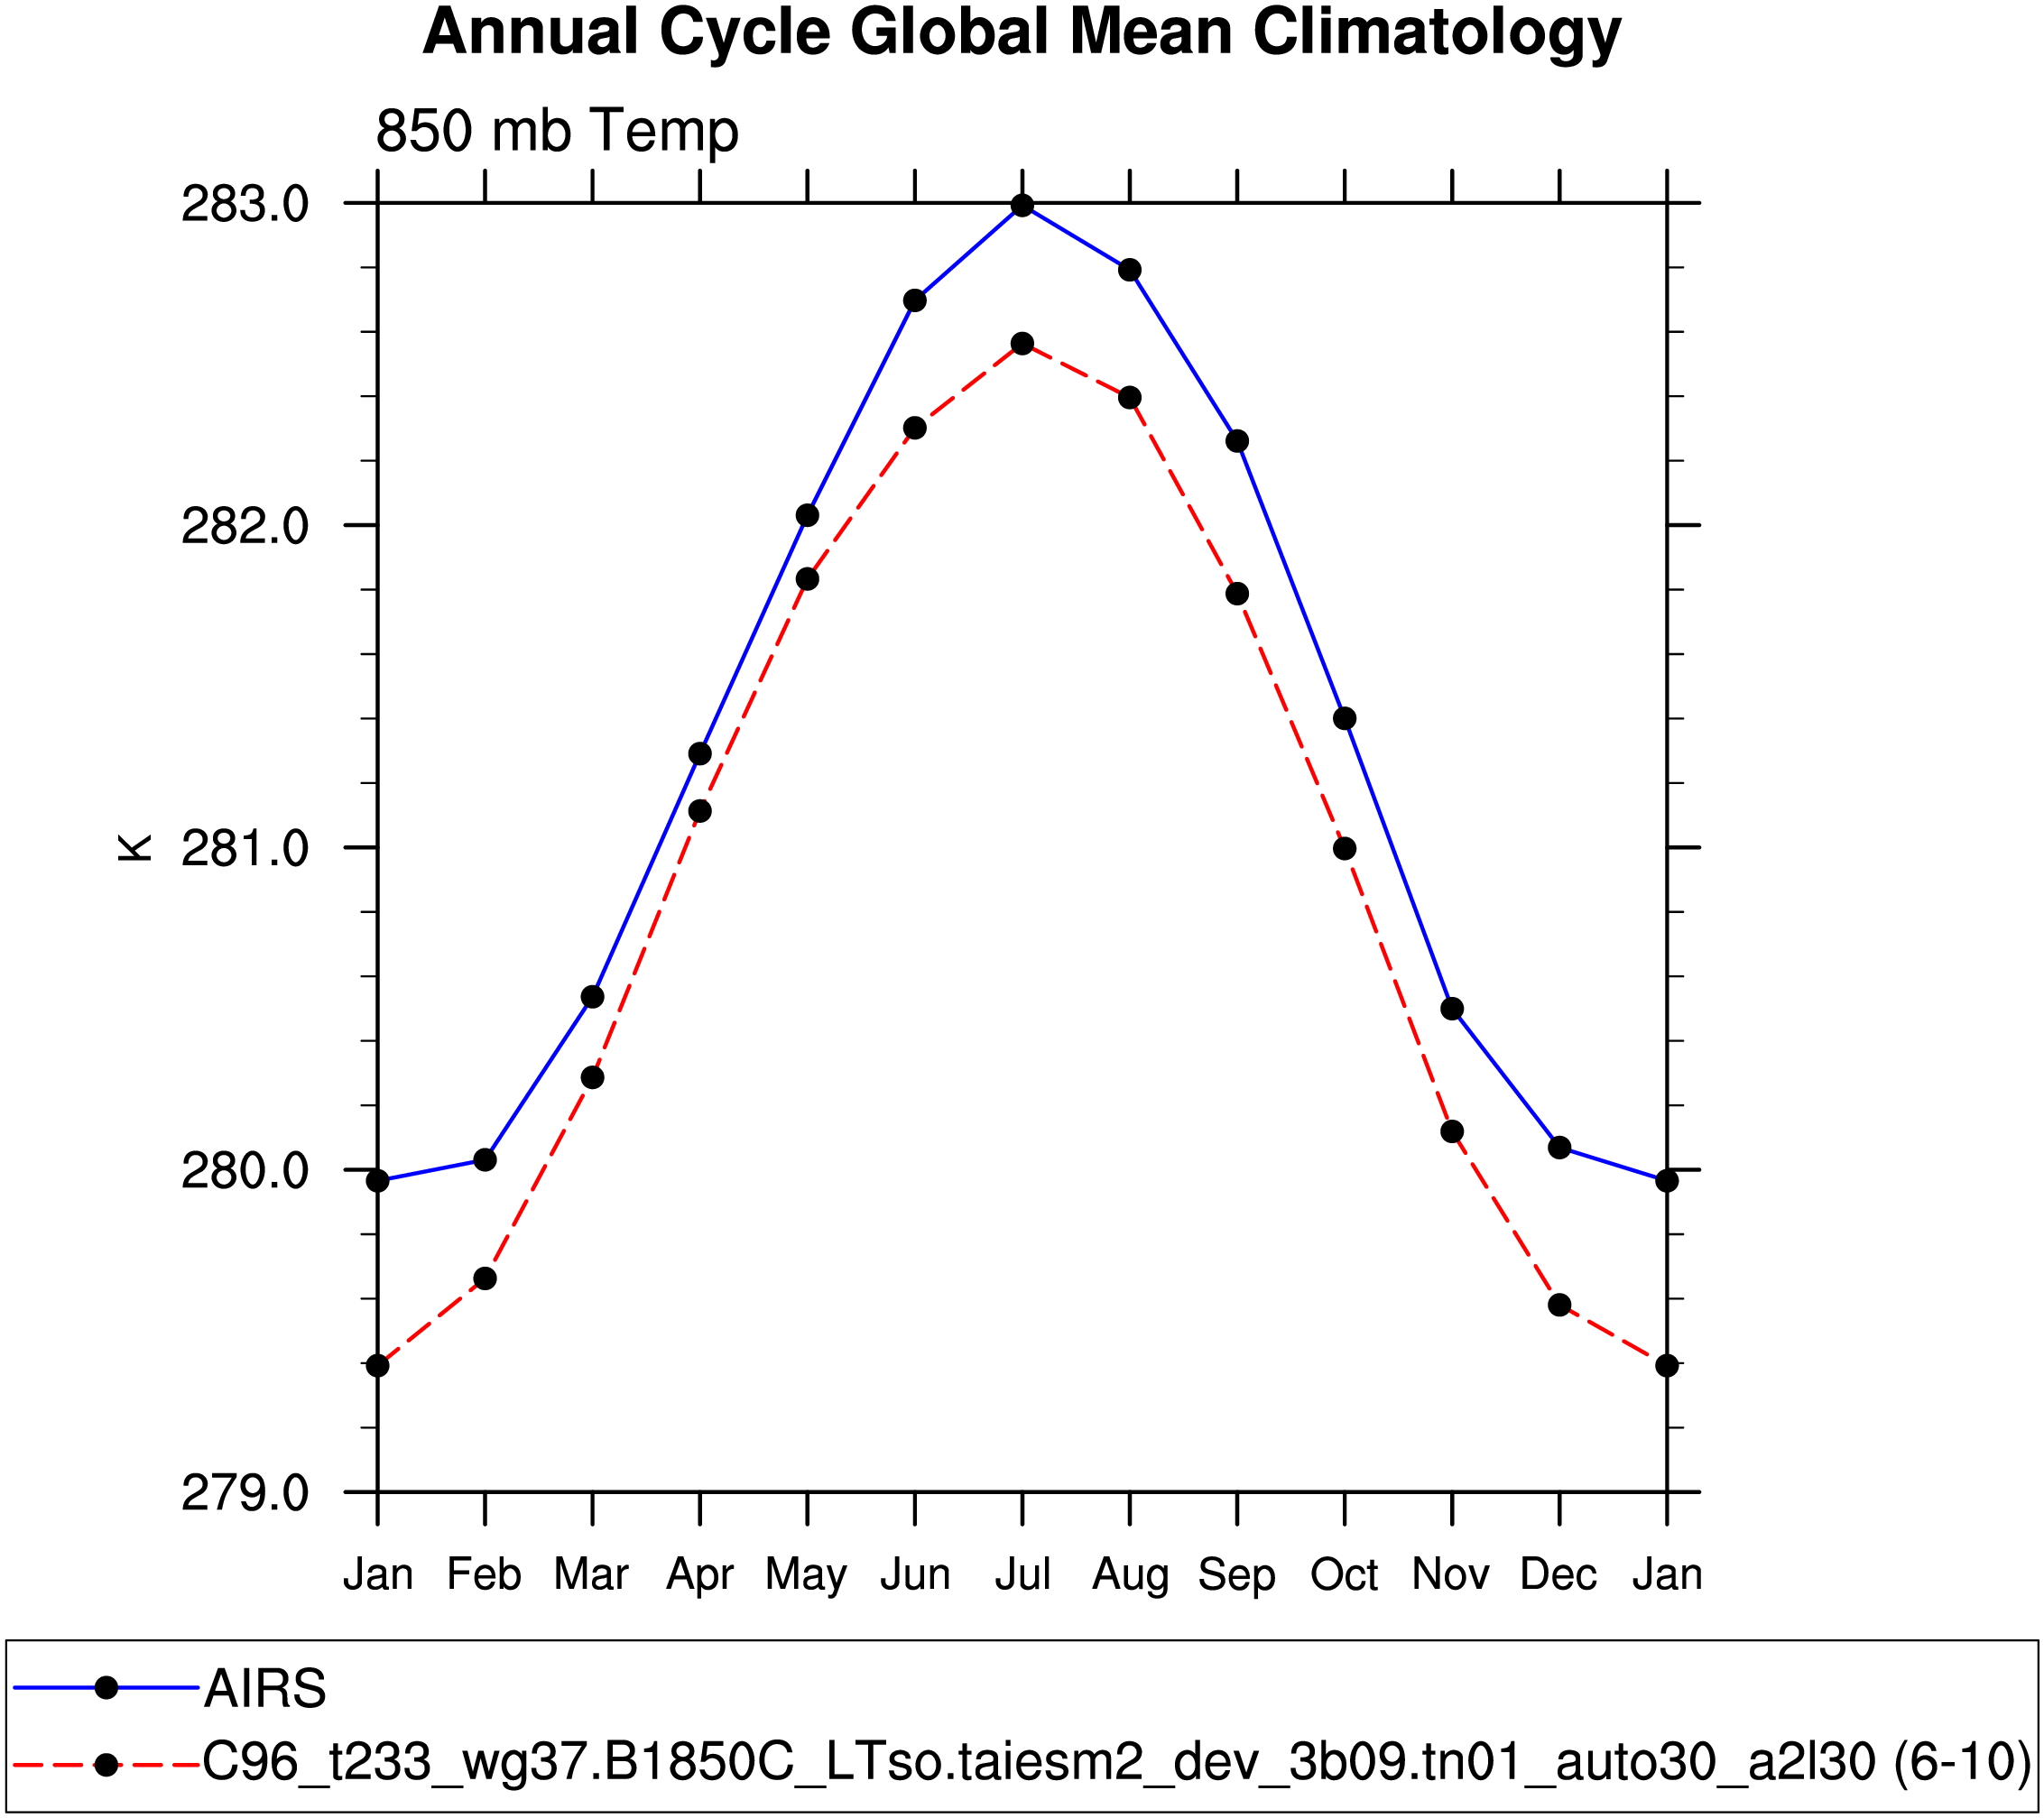 Annual Cycle Global Mean Climatology
850 mb Temp
283.0
282.0
K
281.0
280.0
279.0
Jan Feb Mar Apr May Jun Jul Aug Sep Oct Nov Dec Jan
AIRS
C96_t233_wg37.B1850C_LTso.taiesm2_dev_3b09.tn01_auto30_a2l30 (6-10)